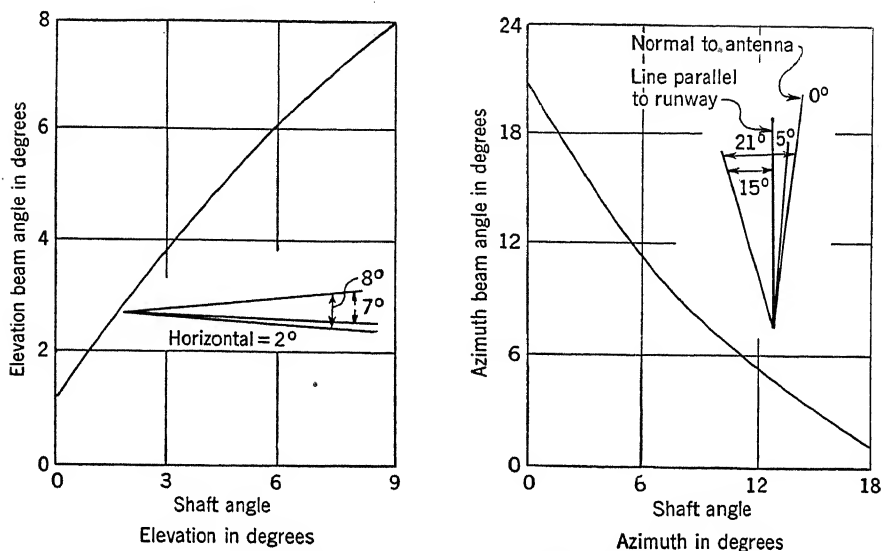 Elevation beam angle in degrees
8
6
4
2
0
0 3 6 9
8°
7°
Horizontal = 2°
Shaft angle
Elevation in degrees
Azimuth beam angle in degrees
24
18
12
6
0
0 6 12 18
Normal to antenna
Line parallel
to runway
0°
21° 5°
15°
Shaft angle
Azimuth in degrees